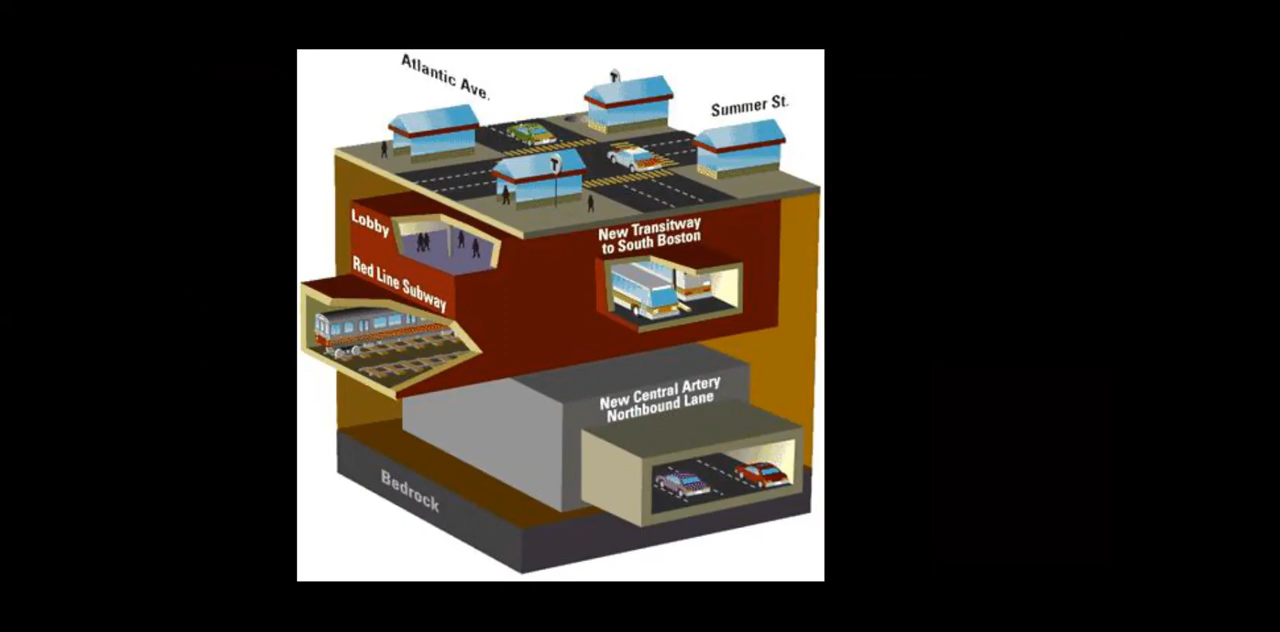 Atlantic Ave.
Summer St.
T
T
Lobby
New Transitway
to South Boston
Red Line Subway
New Central Artery
Northbound Lane
Bedrock